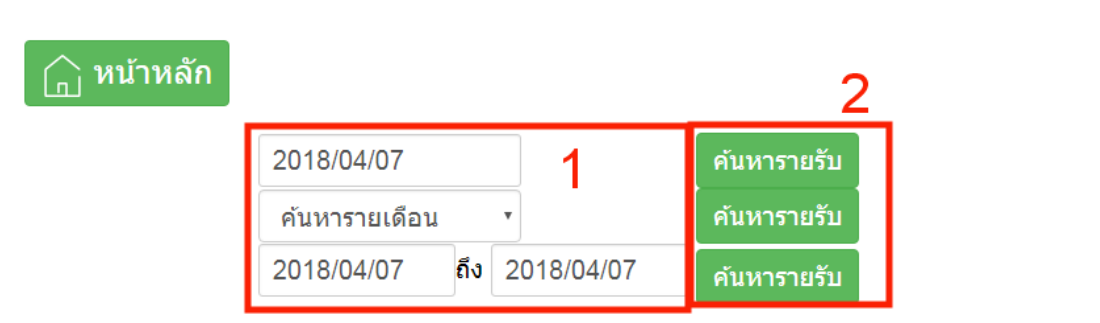 หน้าหลัก
2
2018/04/07 1 ค้นหารายรับ
ค้นหารายเดือน ค้นหารายรับ
2018/04/07 ถึง 2018/04/07 ค้นหารายรับ